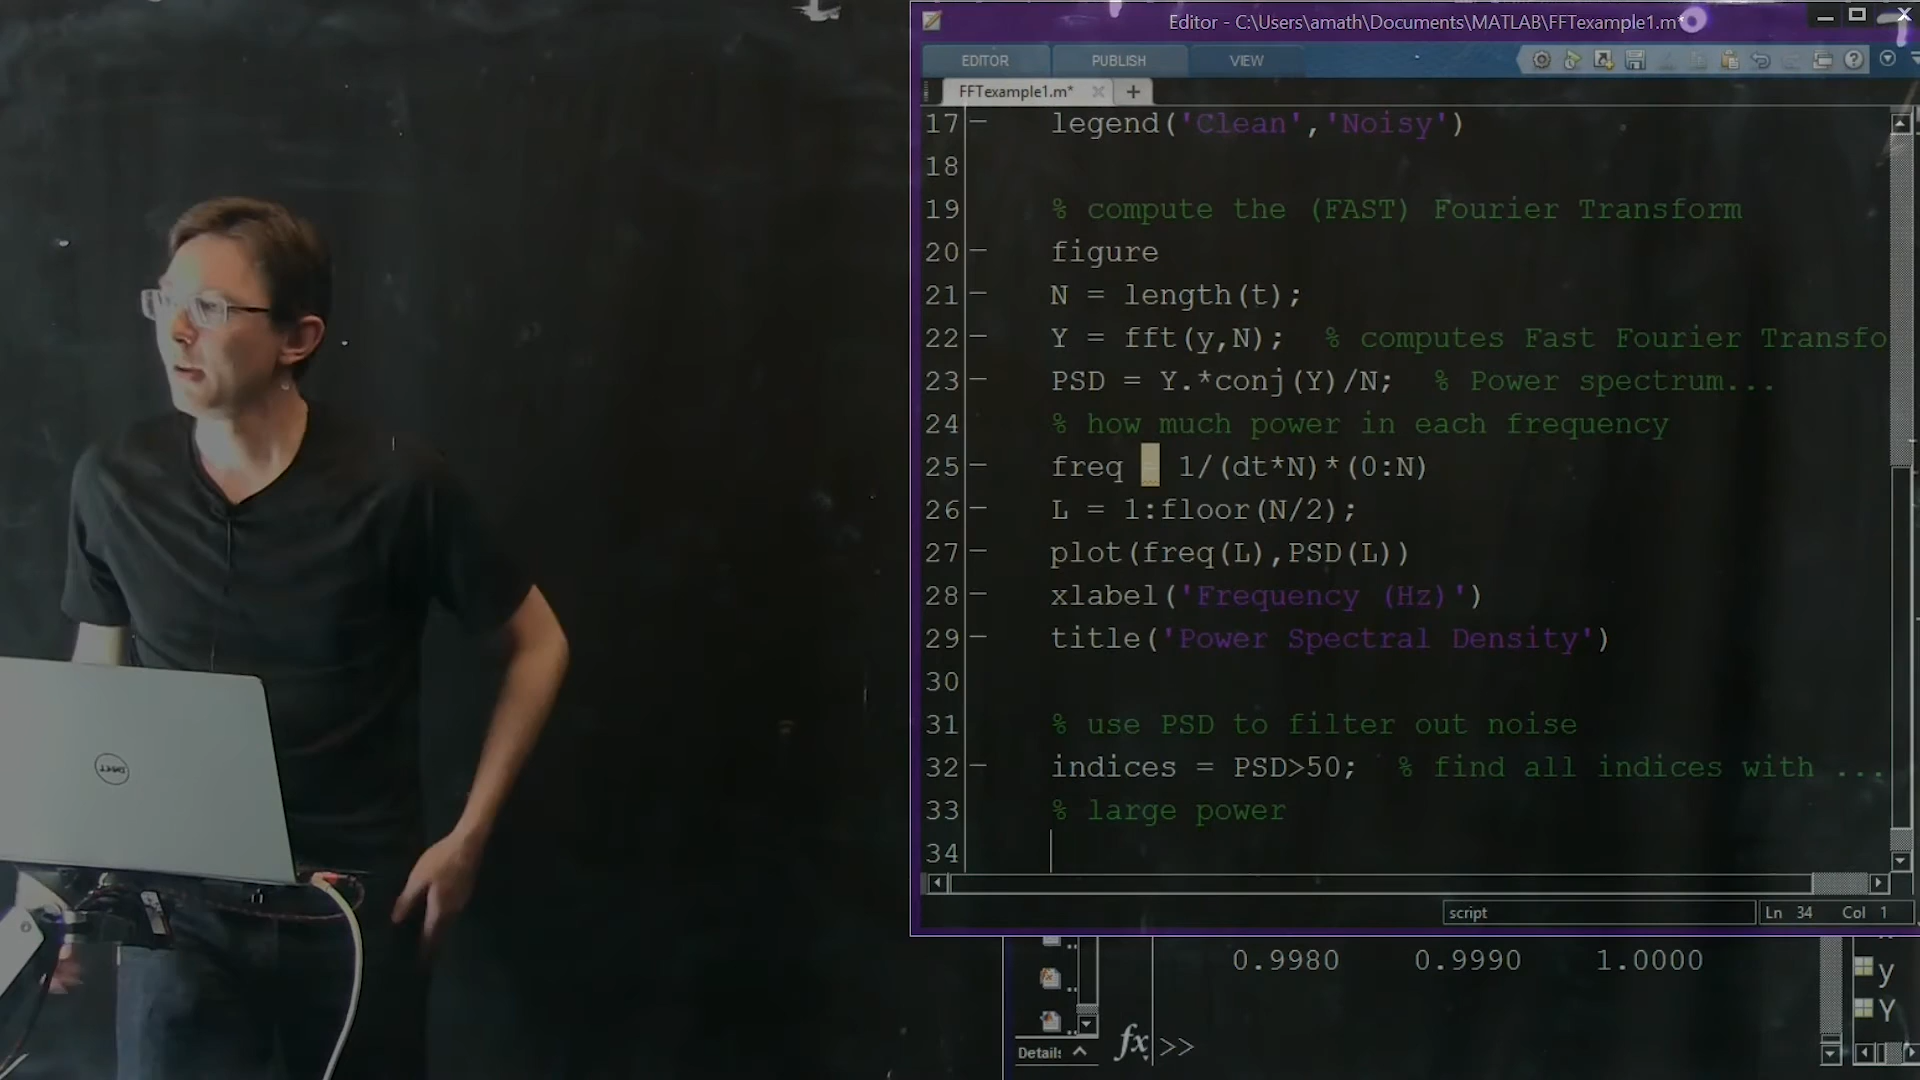 Editor - C:\Users\amath\Documents\MATLAB\FFTexample1.m*
EDITOR PUBLISH VIEW
FFTexample1.m*
17 legend('Clean','Noisy')
18
19 % compute the (FAST) Fourier Transform
20 figure
21 N = length(t);
22 Y = fft(y,N); % computes Fast Fourier Transfo
23 PSD = Y.*conj(Y)/N; % Power spectrum...
24 % how much power in each frequency
25 freq = 1/(dt*N)*(0:N)
26 L = 1:floor(N/2);
27 plot(freq(L),PSD(L))
28 xlabel('Frequency (Hz)')
29 title('Power Spectral Density')
30
31 % use PSD to filter out noise
32 indices = PSD>50; % find all indices with ...
33 % large power
34
script Ln 34 Col 1
0.9980 0.9990 1.0000
y
Y
Details
fx >>
DELL